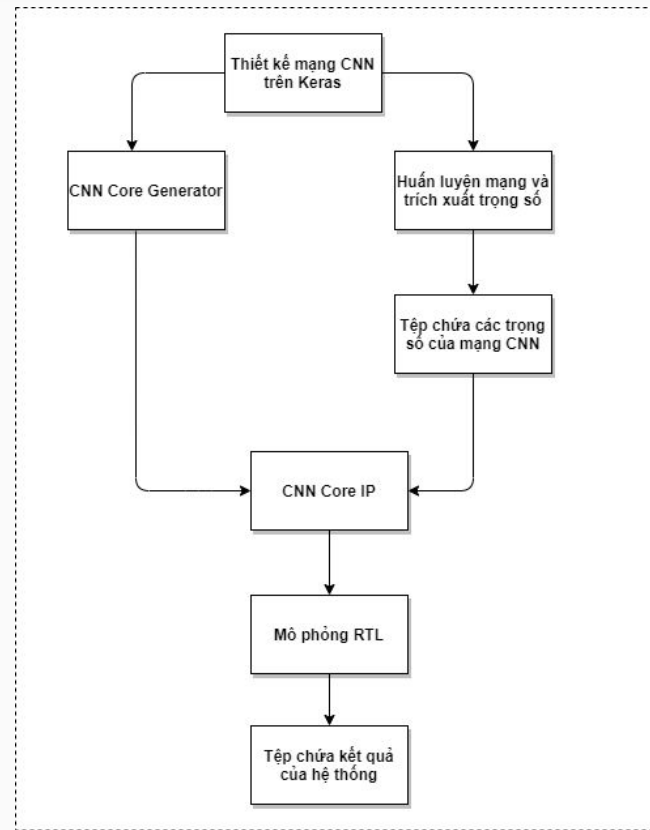 Thiết kế mạng CNN
trên Keras
CNN Core Generator
Huấn luyện mạng và
trích xuất trọng số
Tệp chứa các trọng
số của mạng CNN
CNN Core IP
Mô phỏng RTL
Tệp chứa kết quả
của hệ thống